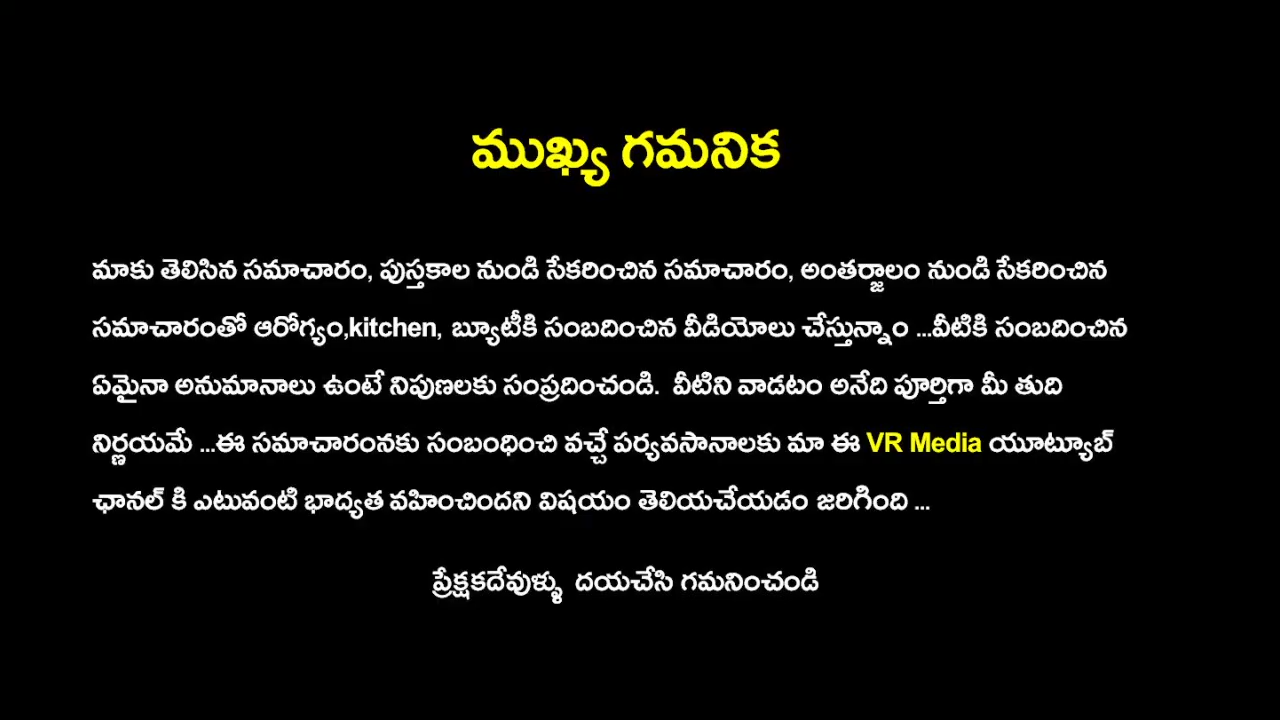 ముఖ్య గమనిక
మాకు తెలిసిన సమాచారం, పుస్తకాల నుండి సేకరించిన సమాచారం, అంతర్జాలం నుండి సేకరించిన
సమాచారంతో ఆరోగ్యం,kitchen, బ్యూటీకి సంబదించిన వీడియోలు చేస్తున్నాం ...వీటికి సంబదించిన
ఏమైనా అనుమానాలు ఉంటే నిపుణలకు సంప్రదించండి. వీటిని వాడటం అనేది పూర్తిగా మీ తుది
నిర్ణయమే ...ఈ సమాచారంనకు సంబంధించి వచ్చే పర్యవసానాలకు మా ఈ VR Media యూట్యూబ్
ఛానల్ కి ఎటువంటి భాద్యత వహించిందని విషయం తెలియచేయడం జరిగింది ...
ప్రేక్షకదేవుళ్ళు దయచేసి గమనించండి